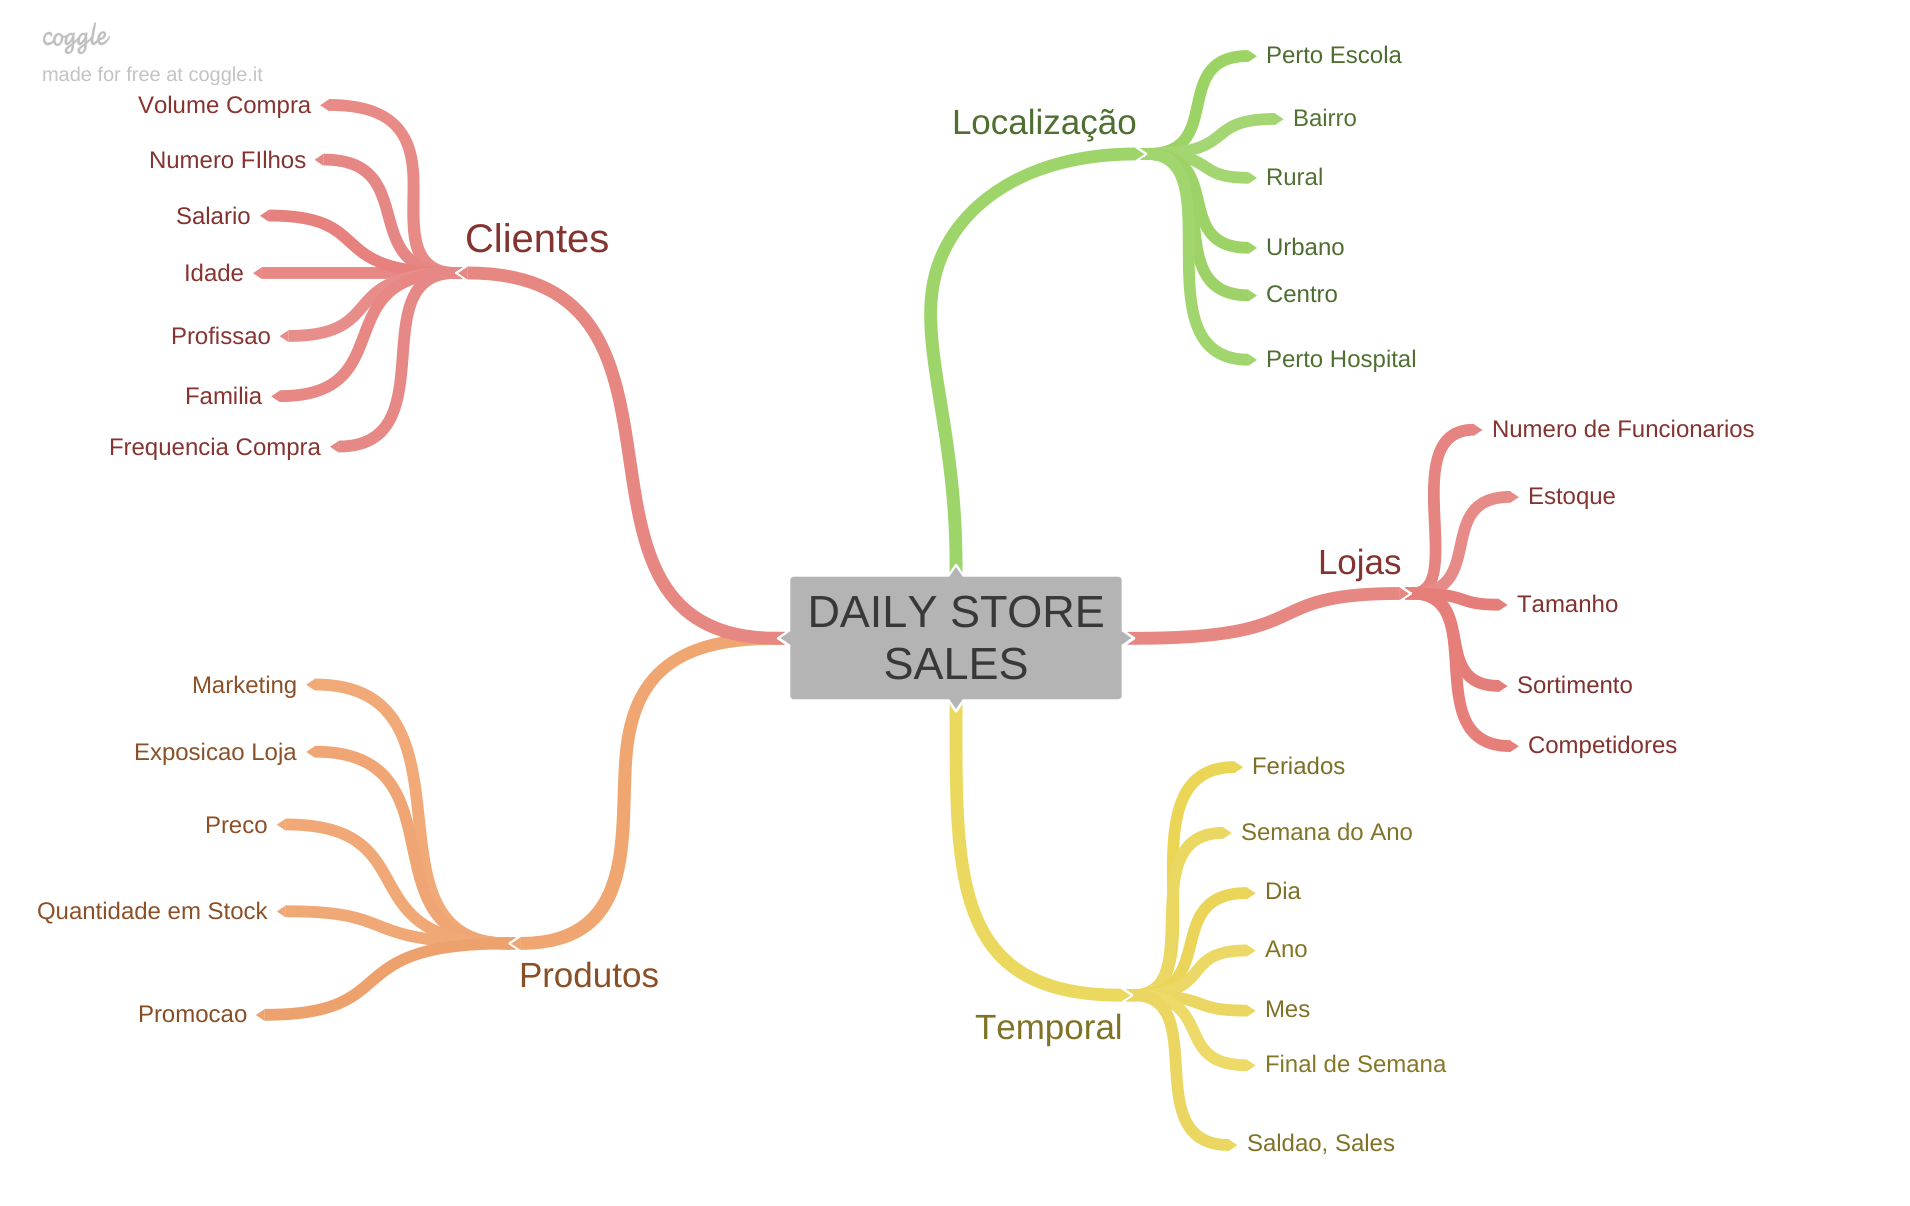 coggle
made for free at coggle.it
Clientes
Volume Compra
Numero FIlhos
Salario
Idade
Profissao
Familia
Frequência Compra
Localização
Perto Escola
Bairro
Rural
Urbano
Centro
Perto Hospital
DAILY STORE
SALES
Lojas
Numero de Funcionarios
Estoque
Tamanho
Sortimento
Competidores
Produtos
Marketing
Exposicao Loja
Preco
Quantidade em Stock
Promocao
Temporal
Feriados
Semana do Ano
Dia
Ano
Mes
Final de Semana
Saldao, Sales